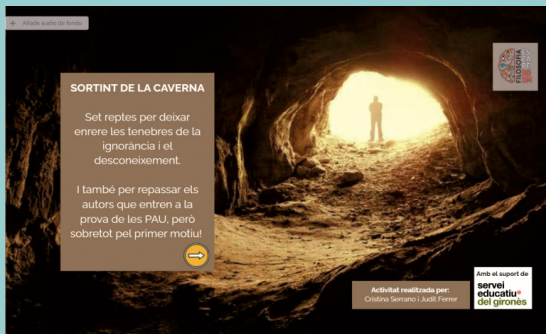 + Añade audio de fondo
FILOSOFIA
SORTINT DE LA CAVERNA
Set reptes per deixar
enrere les tenebres de la
ignorància i el
desconeixement.
I també per repassar els
autors que entren a la
prova de les PAU, però
sobretot pel primer motiu!
Activitat realitzada per:
Cristina Serrano i Judit Ferrer
Amb el suport de
servei
educatiu
del gironès